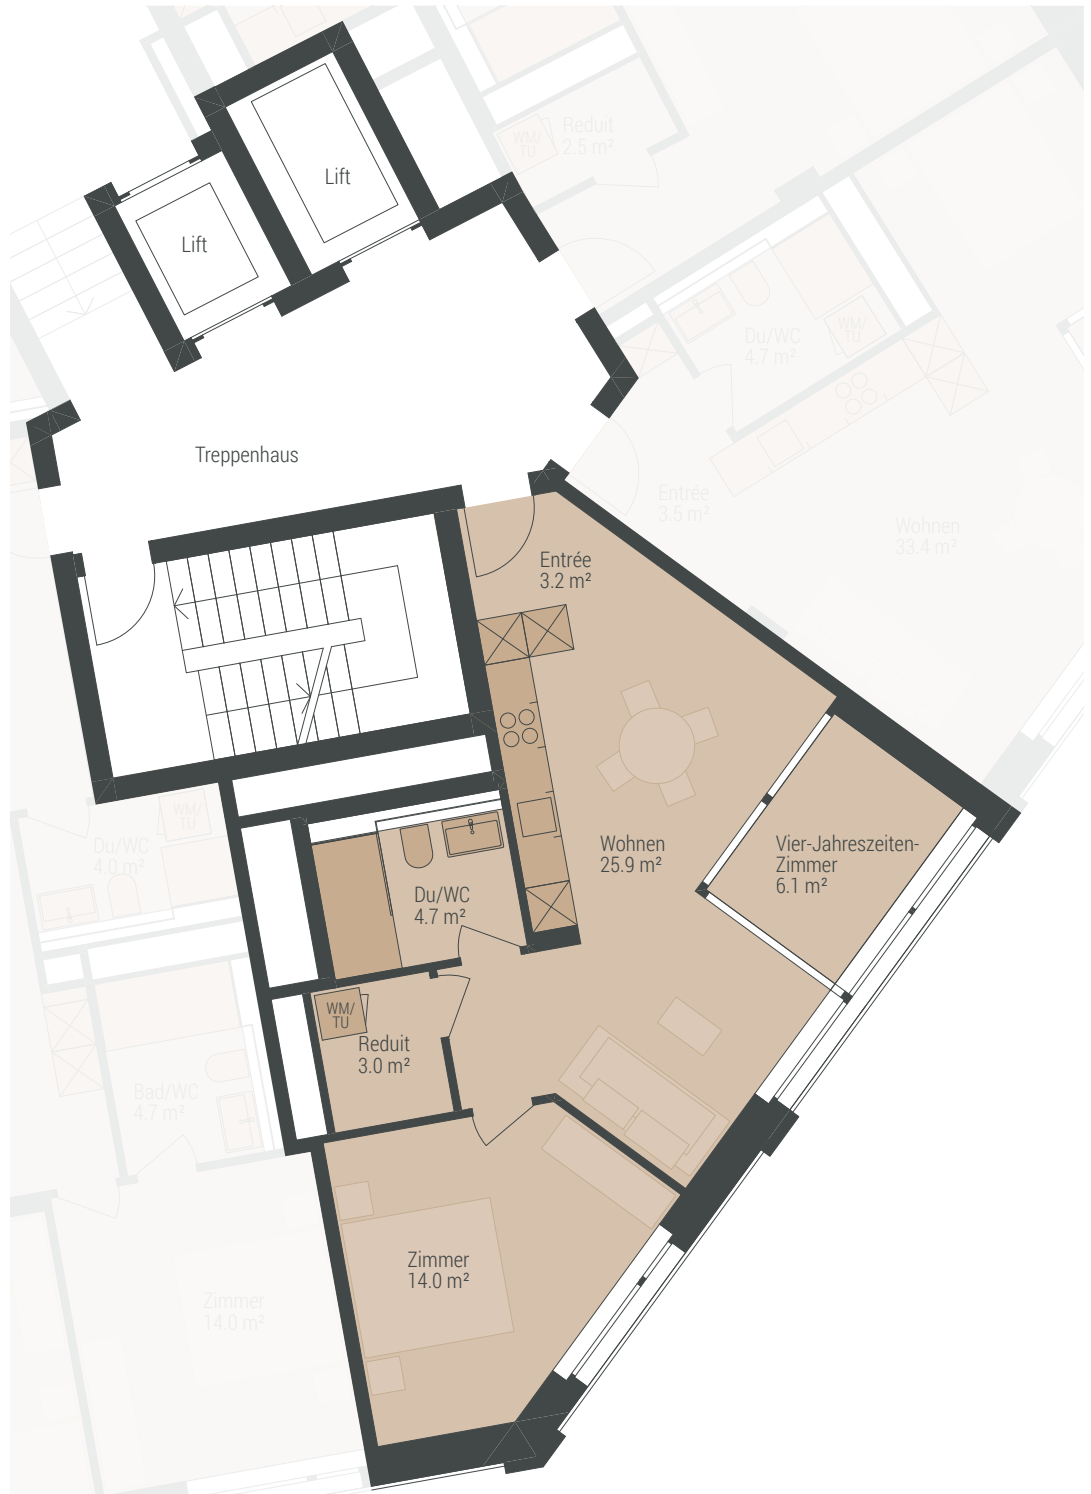 Reduit
2.5 m²
WM/
TU
Lift
Lift
Du/WC
4.7 m²
WM/
TU
Treppenhaus
Entrée
3.5 m²
Wohnen
33.4 m²
Entrée
3.2 m²
WM/
TU
Du/WC
4.0 m²
Wohnen
25.9 m²
Vier-Jahreszeiten-
Zimmer
6.1 m²
Du/WC
4.7 m²
WM/
TU
Reduit
3.0 m²
Bad/WC
4.7 m²
Zimmer
14.0 m²
Zimmer
14.0 m²